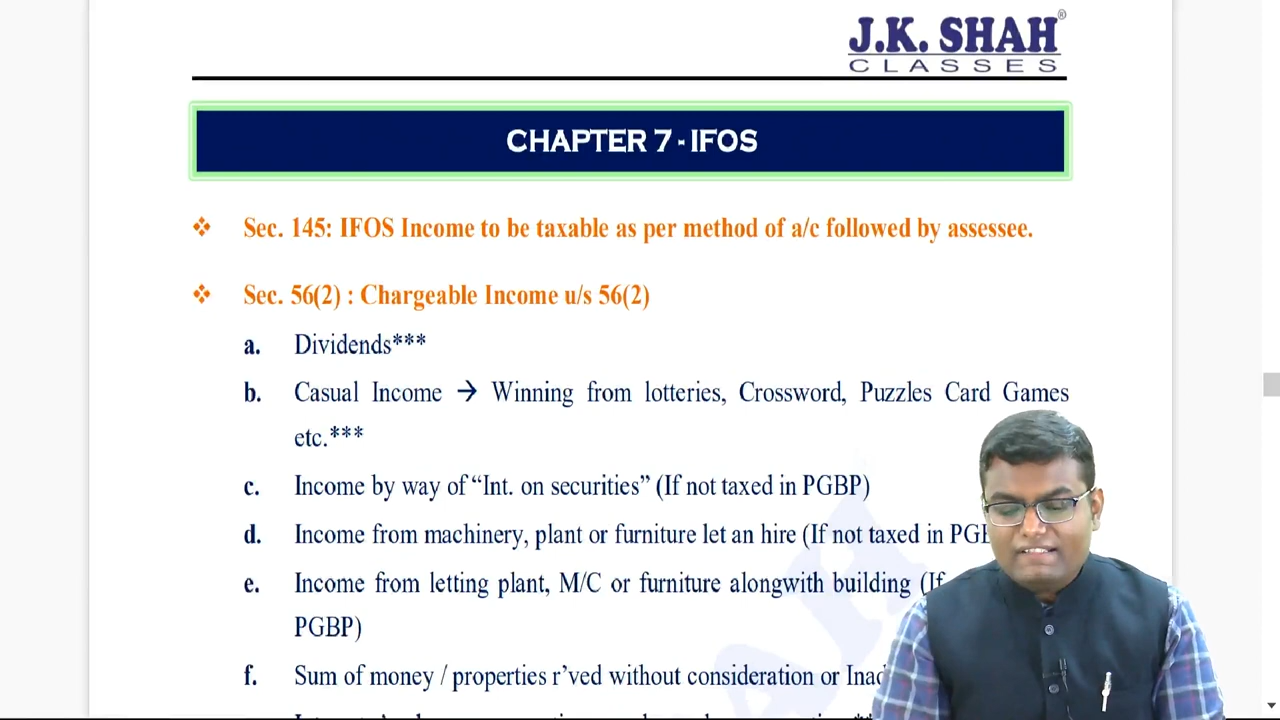 J.K. SHAH®
CLASSES
CHAPTER 7 - IFOS
❖ Sec. 145: IFOS Income to be taxable as per method of a/c followed by assessee.
❖ Sec. 56(2) : Chargeable Income u/s 56(2)
a. Dividends***
b. Casual Income → Winning from lotteries, Crossword, Puzzles Card Games
etc.***
c. Income by way of “Int. on securities” (If not taxed in PGBP)
d. Income from machinery, plant or furniture let an hire (If not taxed in
e. Income from letting plant, M/C or furniture alongwith building (If
PGBP)
f. Sum of money / properties r’ved without consideration or